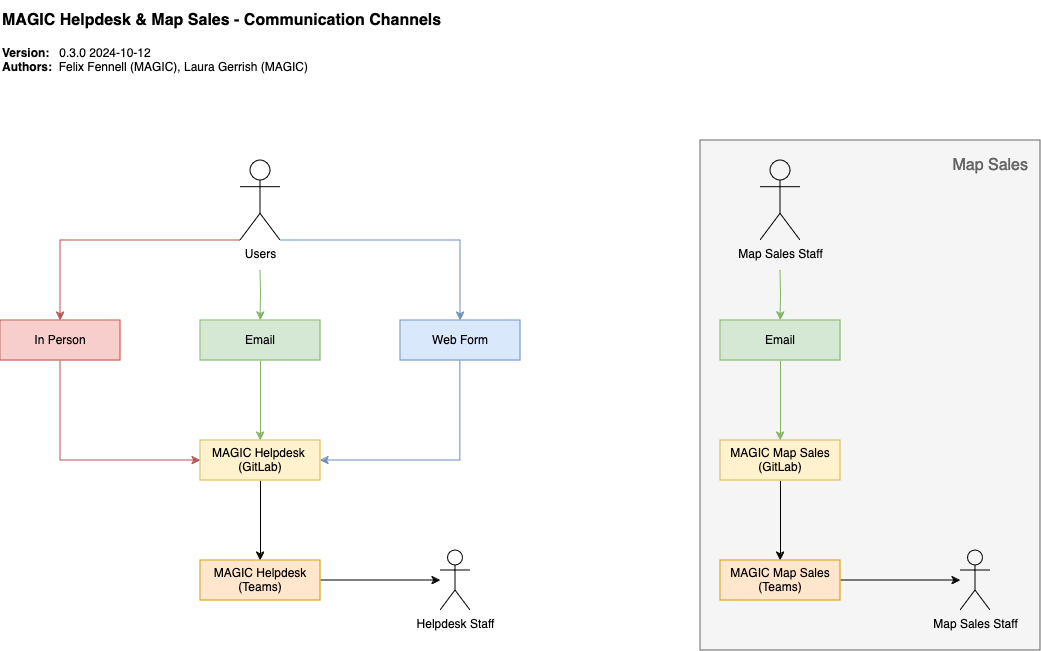 MAGIC Helpdesk & Map Sales - Communication Channels
Version: 0.3.0 2024-10-12
Authors: Felix Fennell (MAGIC), Laura Gerrish (MAGIC)
Users
In Person
Email
Web Form
MAGIC Helpdesk
(GitLab)
MAGIC Helpdesk
(Teams)
Helpdesk Staff
Map Sales
Map Sales Staff
Email
MAGIC Map Sales
(GitLab)
MAGIC Map Sales
(Teams)
Map Sales Staff